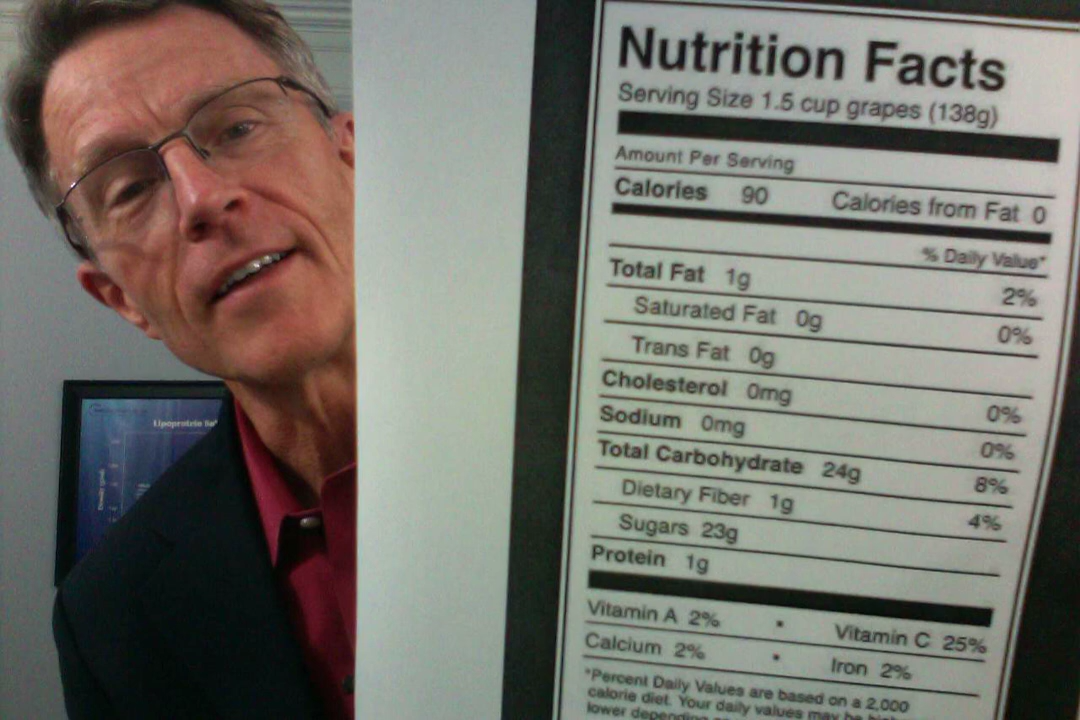 Nutrition Facts
Serving Size 1.5 cup grapes (138g)
Amount Per Serving
Calories 90 Calories from Fat 0
% Daily Value*
Total Fat 1g 2%
Saturated Fat 0g 0%
Trans Fat 0g
Cholesterol 0mg 0%
Sodium 0mg 0%
Total Carbohydrate 24g 8%
Dietary Fiber 1g 4%
Sugars 23g
Protein 1g
Vitamin A 2% • Vitamin C 25%
Calcium 2% • Iron 2%
*Percent Daily Values are based on a 2,000
calorie diet. Your daily values may be
lower depending
Lipoprotein